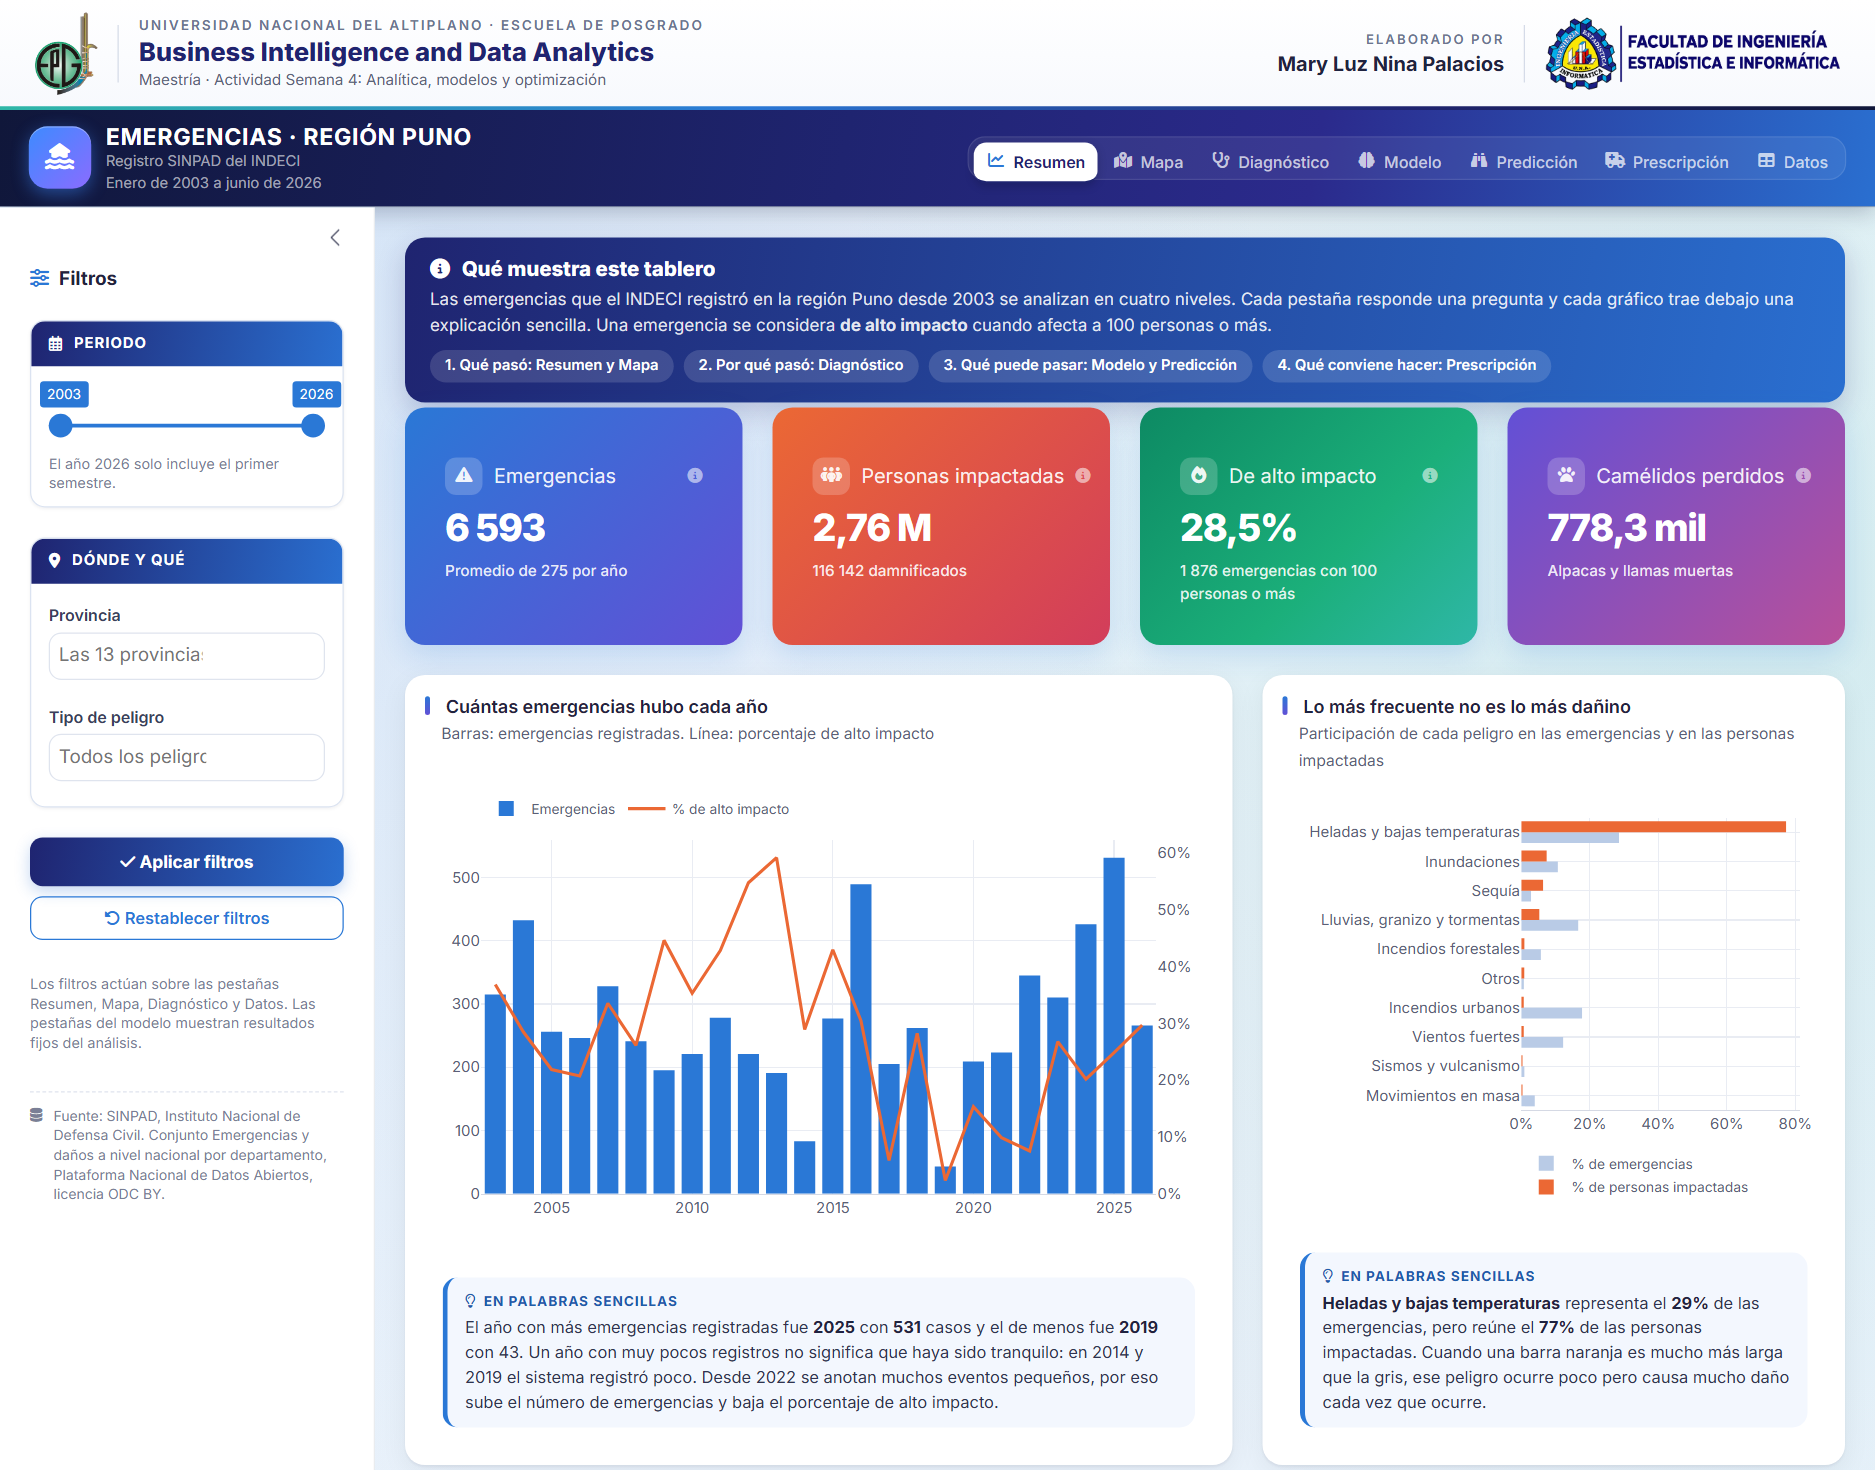 UNIVERSIDAD NACIONAL DEL ALTIPLANO · ESCUELA DE POSGRADO
Business Intelligence and Data Analytics
Maestría · Actividad Semana 4: Analítica, modelos y optimización
ELABORADO POR
Mary Luz Nina Palacios
FACULTAD DE INGENIERÍA
ESTADÍSTICA E INFORMÁTICA
EMERGENCIAS · REGIÓN PUNO
Registro SINPAD del INDECI
Enero de 2003 a junio de 2026
Resumen
Mapa
Diagnóstico
Modelo
Predicción
Prescripción
Datos
Filtros
PERIODO
2003
2026
El año 2026 solo incluye el primer
semestre.
DÓNDE Y QUÉ
Provincia
Las 13 provincia
Tipo de peligro
Todos los peligro
Aplicar filtros
Restablecer filtros
Los filtros actúan sobre las pestañas
Resumen, Mapa, Diagnóstico y Datos. Las
pestañas del modelo muestran resultados
fijos del análisis.
Fuente: SINPAD, Instituto Nacional de
Defensa Civil. Conjunto Emergencias y
daños a nivel nacional por departamento,
Plataforma Nacional de Datos Abiertos,
licencia ODC BY.
Qué muestra este tablero
Las emergencias que el INDECI registró en la región Puno desde 2003 se analizan en cuatro niveles. Cada pestaña responde una pregunta y cada gráfico trae debajo una
explicación sencilla. Una emergencia se considera de alto impacto cuando afecta a 100 personas o más.
1. Qué pasó: Resumen y Mapa
2. Por qué pasó: Diagnóstico
3. Qué puede pasar: Modelo y Predicción
4. Qué conviene hacer: Prescripción
Emergencias
6 593
Promedio de 275 por año
Personas impactadas
2,76 M
116 142 damnificados
De alto impacto
28,5%
1 876 emergencias con 100
personas o más
Camélidos perdidos
778,3 mil
Alpacas y llamas muertas
Cuántas emergencias hubo cada año
Barras: emergencias registradas. Línea: porcentaje de alto impacto
Emergencias
% de alto impacto
500
400
300
200
100
0
60%
50%
40%
30%
20%
10%
0%
2005
2010
2015
2020
2025
EN PALABRAS SENCILLAS
El año con más emergencias registradas fue 2025 con 531 casos y el de menos fue 2019
con 43. Un año con muy pocos registros no significa que haya sido tranquilo: en 2014 y
2019 el sistema registró poco. Desde 2022 se anotan muchos eventos pequeños, por eso
sube el número de emergencias y baja el porcentaje de alto impacto.
Lo más frecuente no es lo más dañino
Participación de cada peligro en las emergencias y en las personas
impactadas
Heladas y bajas temperaturas
Inundaciones
Sequía
Lluvias, granizo y tormentas
Incendios forestales
Otros
Incendios urbanos
Vientos fuertes
Sismos y vulcanismo
Movimientos en masa
0%
20%
40%
60%
80%
% de emergencias
% de personas impactadas
EN PALABRAS SENCILLAS
Heladas y bajas temperaturas representa el 29% de las
emergencias, pero reúne el 77% de las personas
impactadas. Cuando una barra naranja es mucho más larga
que la gris, ese peligro ocurre poco pero causa mucho daño
cada vez que ocurre.